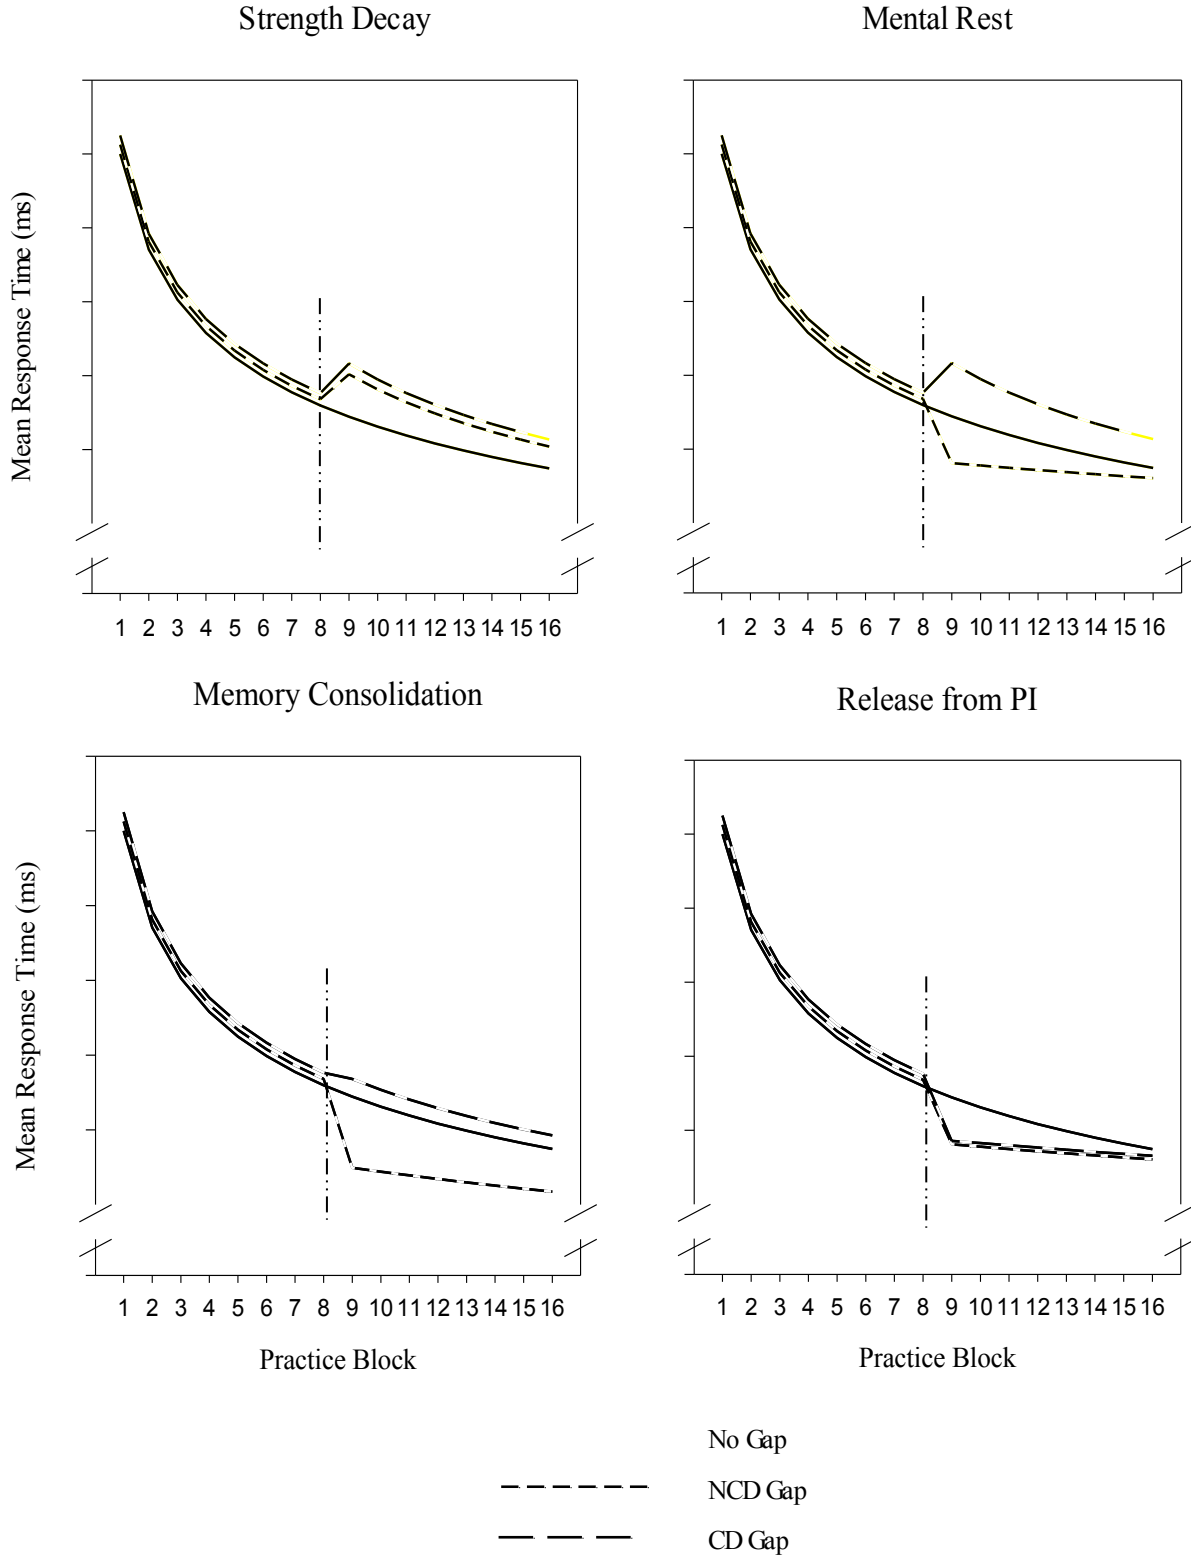 Strength Decay
Mental Rest
Mean Response Time (ms)
1 2 3 4 5 6 7 8 9 10 11 12 13 14 15 16
1 2 3 4 5 6 7 8 9 10 11 12 13 14 15 16
Memory Consolidation
Release from PI
Mean Response Time (ms)
1 2 3 4 5 6 7 8 9 10 11 12 13 14 15 16
1 2 3 4 5 6 7 8 9 10 11 12 13 14 15 16
Practice Block
Practice Block
No Gap
NCD Gap
CD Gap